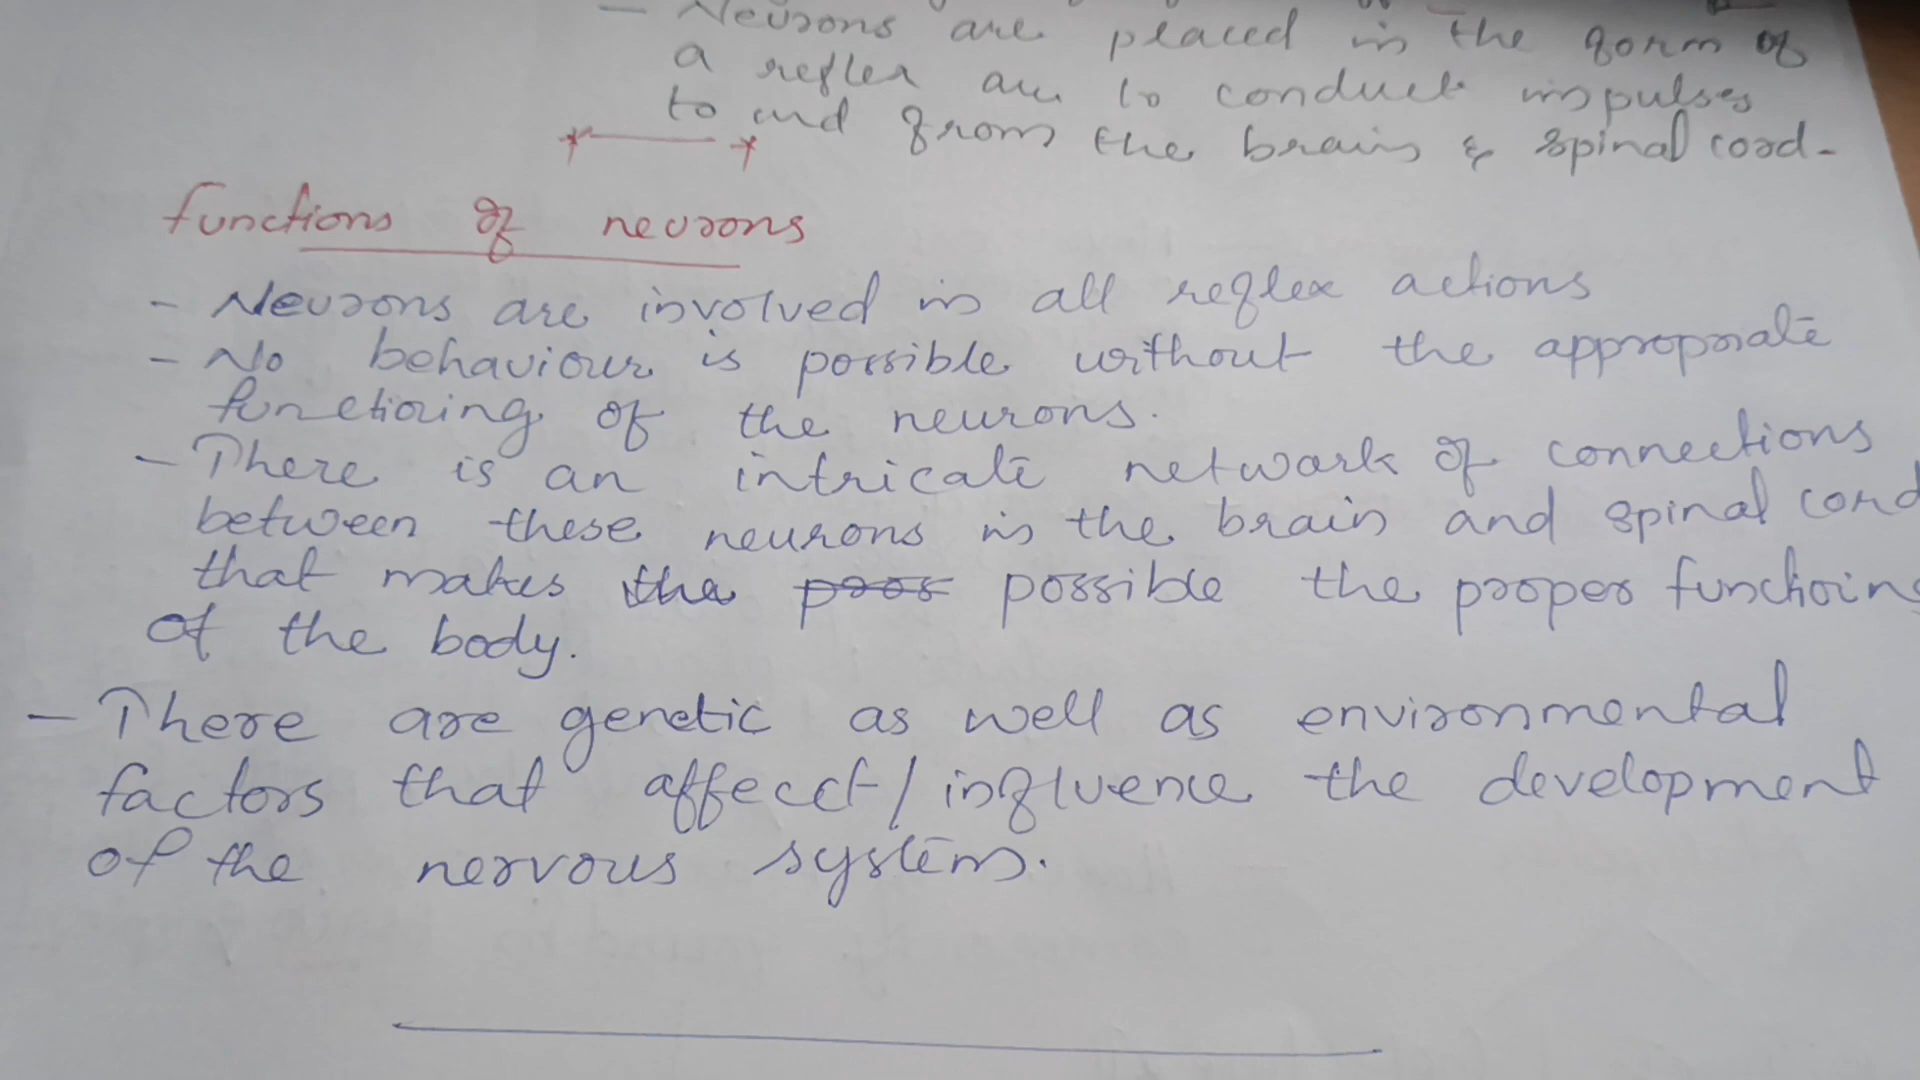 - Neurons are placed in the form of
a reflex arc to conduct impulses
to and from the brain & spinal cord.
functions of neurons
- Neurons are involved in all reflex actions
- No behaviour is possible without the appropriate
functioing of the neurons.
- There is an intricate network of connections
between these neurons in the brain and spinal cord
that makes the poos possible the proper functioing
of the body.
- There are genetic as well as environmental
factors that affecct/influence the development
of the nervous system.